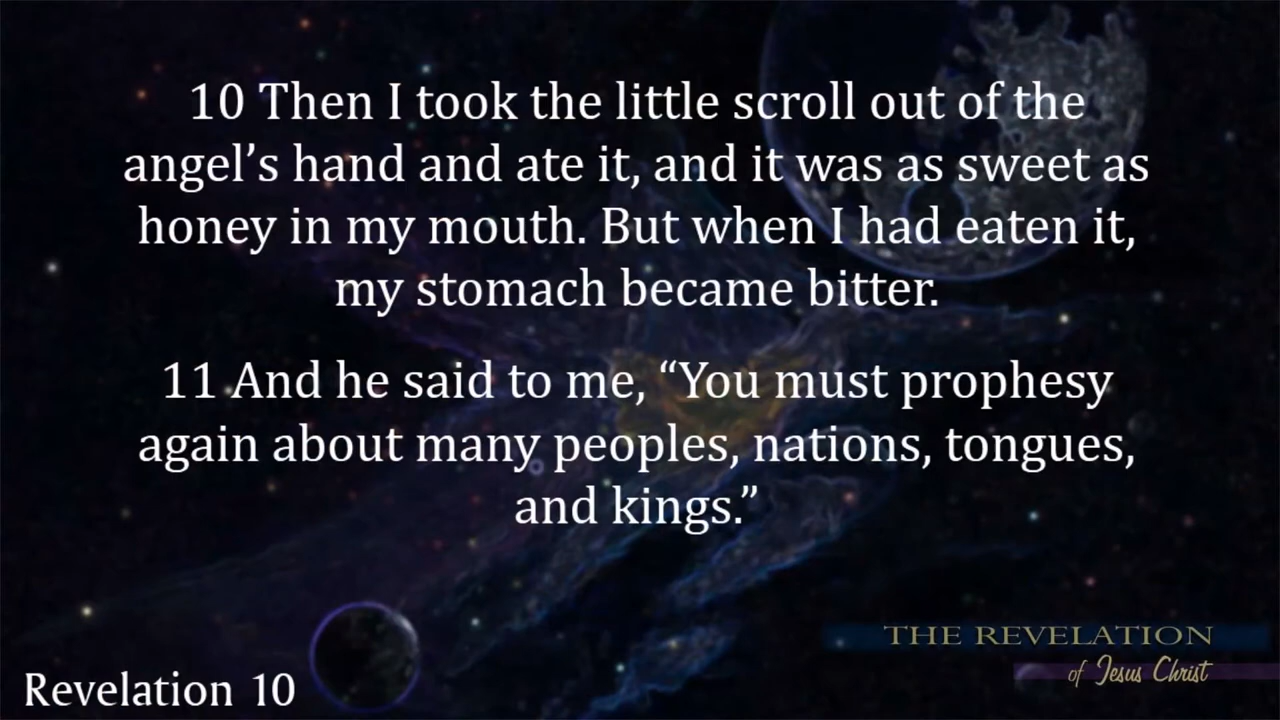 10 Then I took the little scroll out of the
angel’s hand and ate it, and it was as sweet as
honey in my mouth. But when I had eaten it,
my stomach became bitter.
11 And he said to me, “You must prophesy
again about many peoples, nations, tongues,
and kings.”
THE REVELATION
of Jesus Christ
Revelation 10